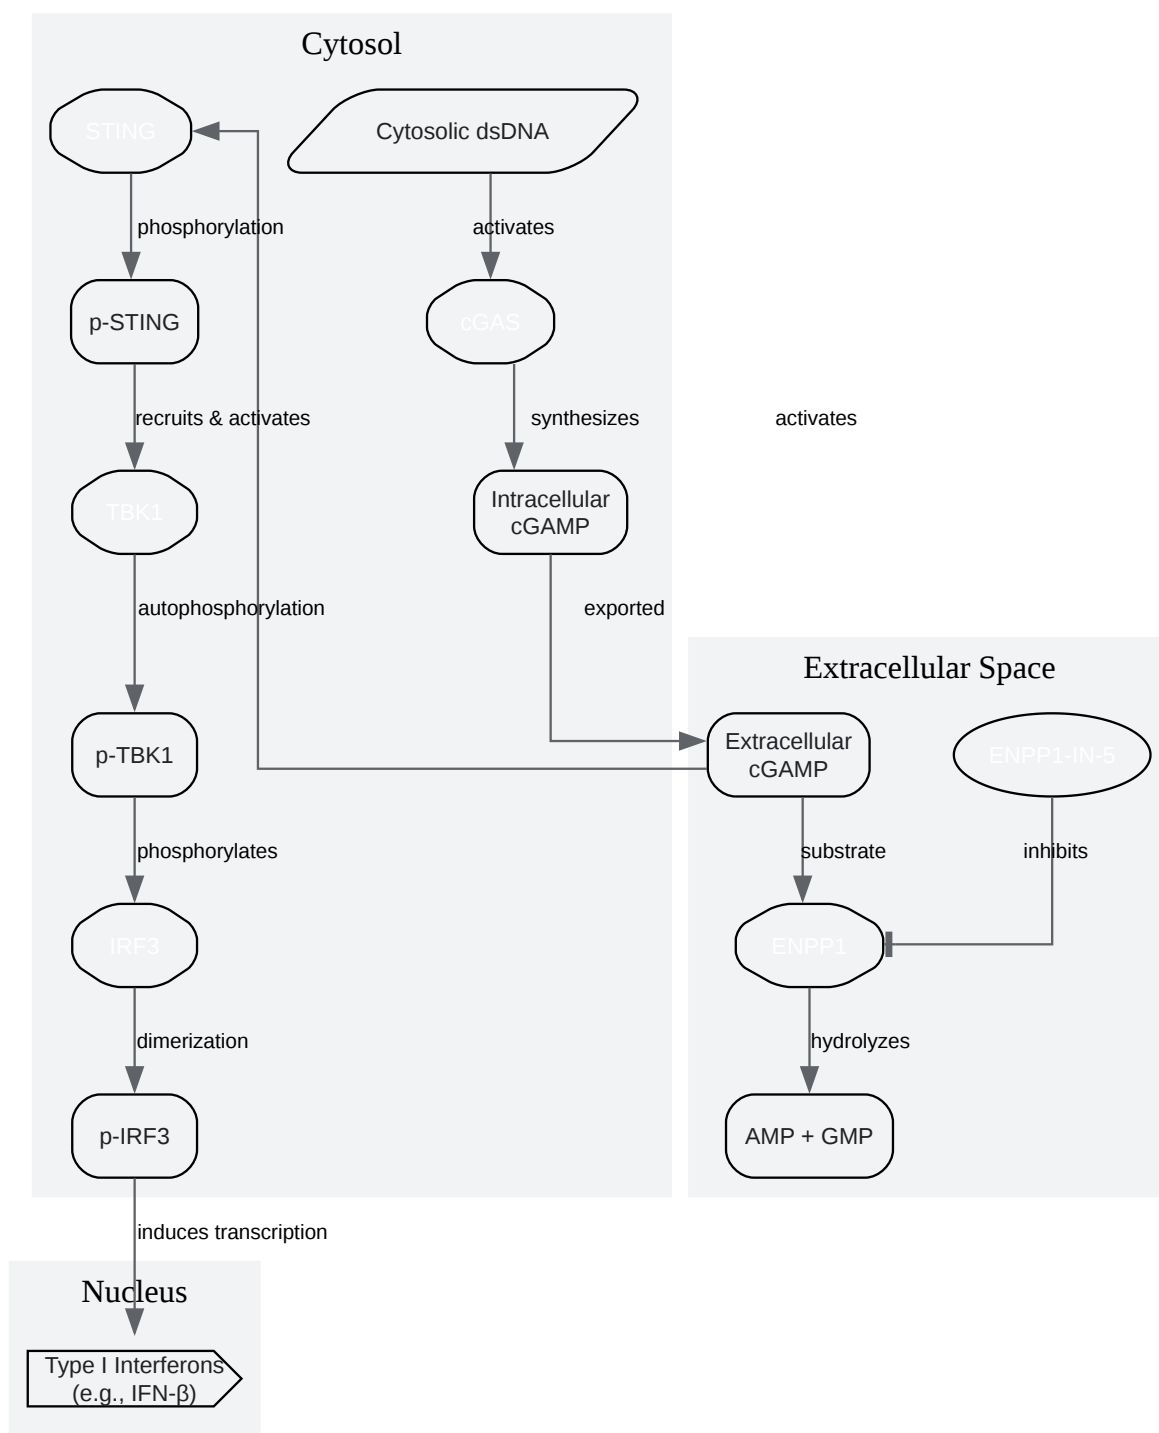 Cytosol
STING
Cytosolic dsDNA
phosphorylation
activates
p-STING
cGAS
recruits & activates
synthesizes
activates
TBK1
Intracellular
cGAMP
autophosphorylation
exported
Extracellular Space
p-TBK1
Extracellular
cGAMP
ENPP1-IN-5
phosphorylates
substrate
inhibits
IRF3
ENPP1
dimerization
hydrolyzes
p-IRF3
AMP + GMP
induces transcription
Nucleus
Type I Interferons
(e.g., IFN-β)